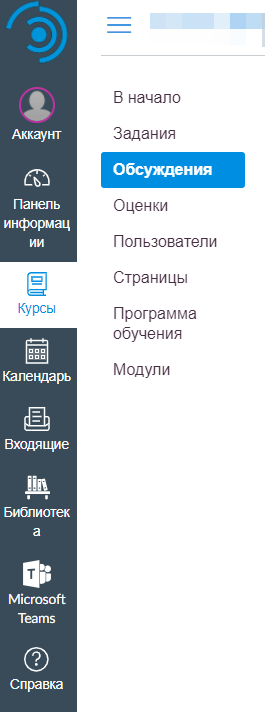 Аккаунт
Панель
информац
ии
Курсы
Календарь
Входящие
Библиотек
а
Microsoft
Teams
Справка
В начало
Задания
Обсуждения
Оценки
Пользователи
Страницы
Программа
обучения
Модули